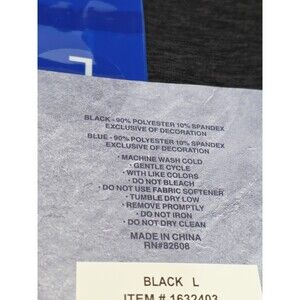 L
BLACK - 90% POLYESTER 10% SPANDEX
EXCLUSIVE OF DECORATION
BLUE - 90% POLYESTER 10% SPANDEX
EXCLUSIVE OF DECORATION
• MACHINE WASH COLD
• GENTLE CYCLE
• WITH LIKE COLORS
• DO NOT BLEACH
• DO NOT USE FABRIC SOFTENER
• TUMBLE DRY LOW
• REMOVE PROMPTLY
• DO NOT IRON
• DO NOT DRY CLEAN
MADE IN CHINA
RN#82608
BLACK L
ITEM # 1632403